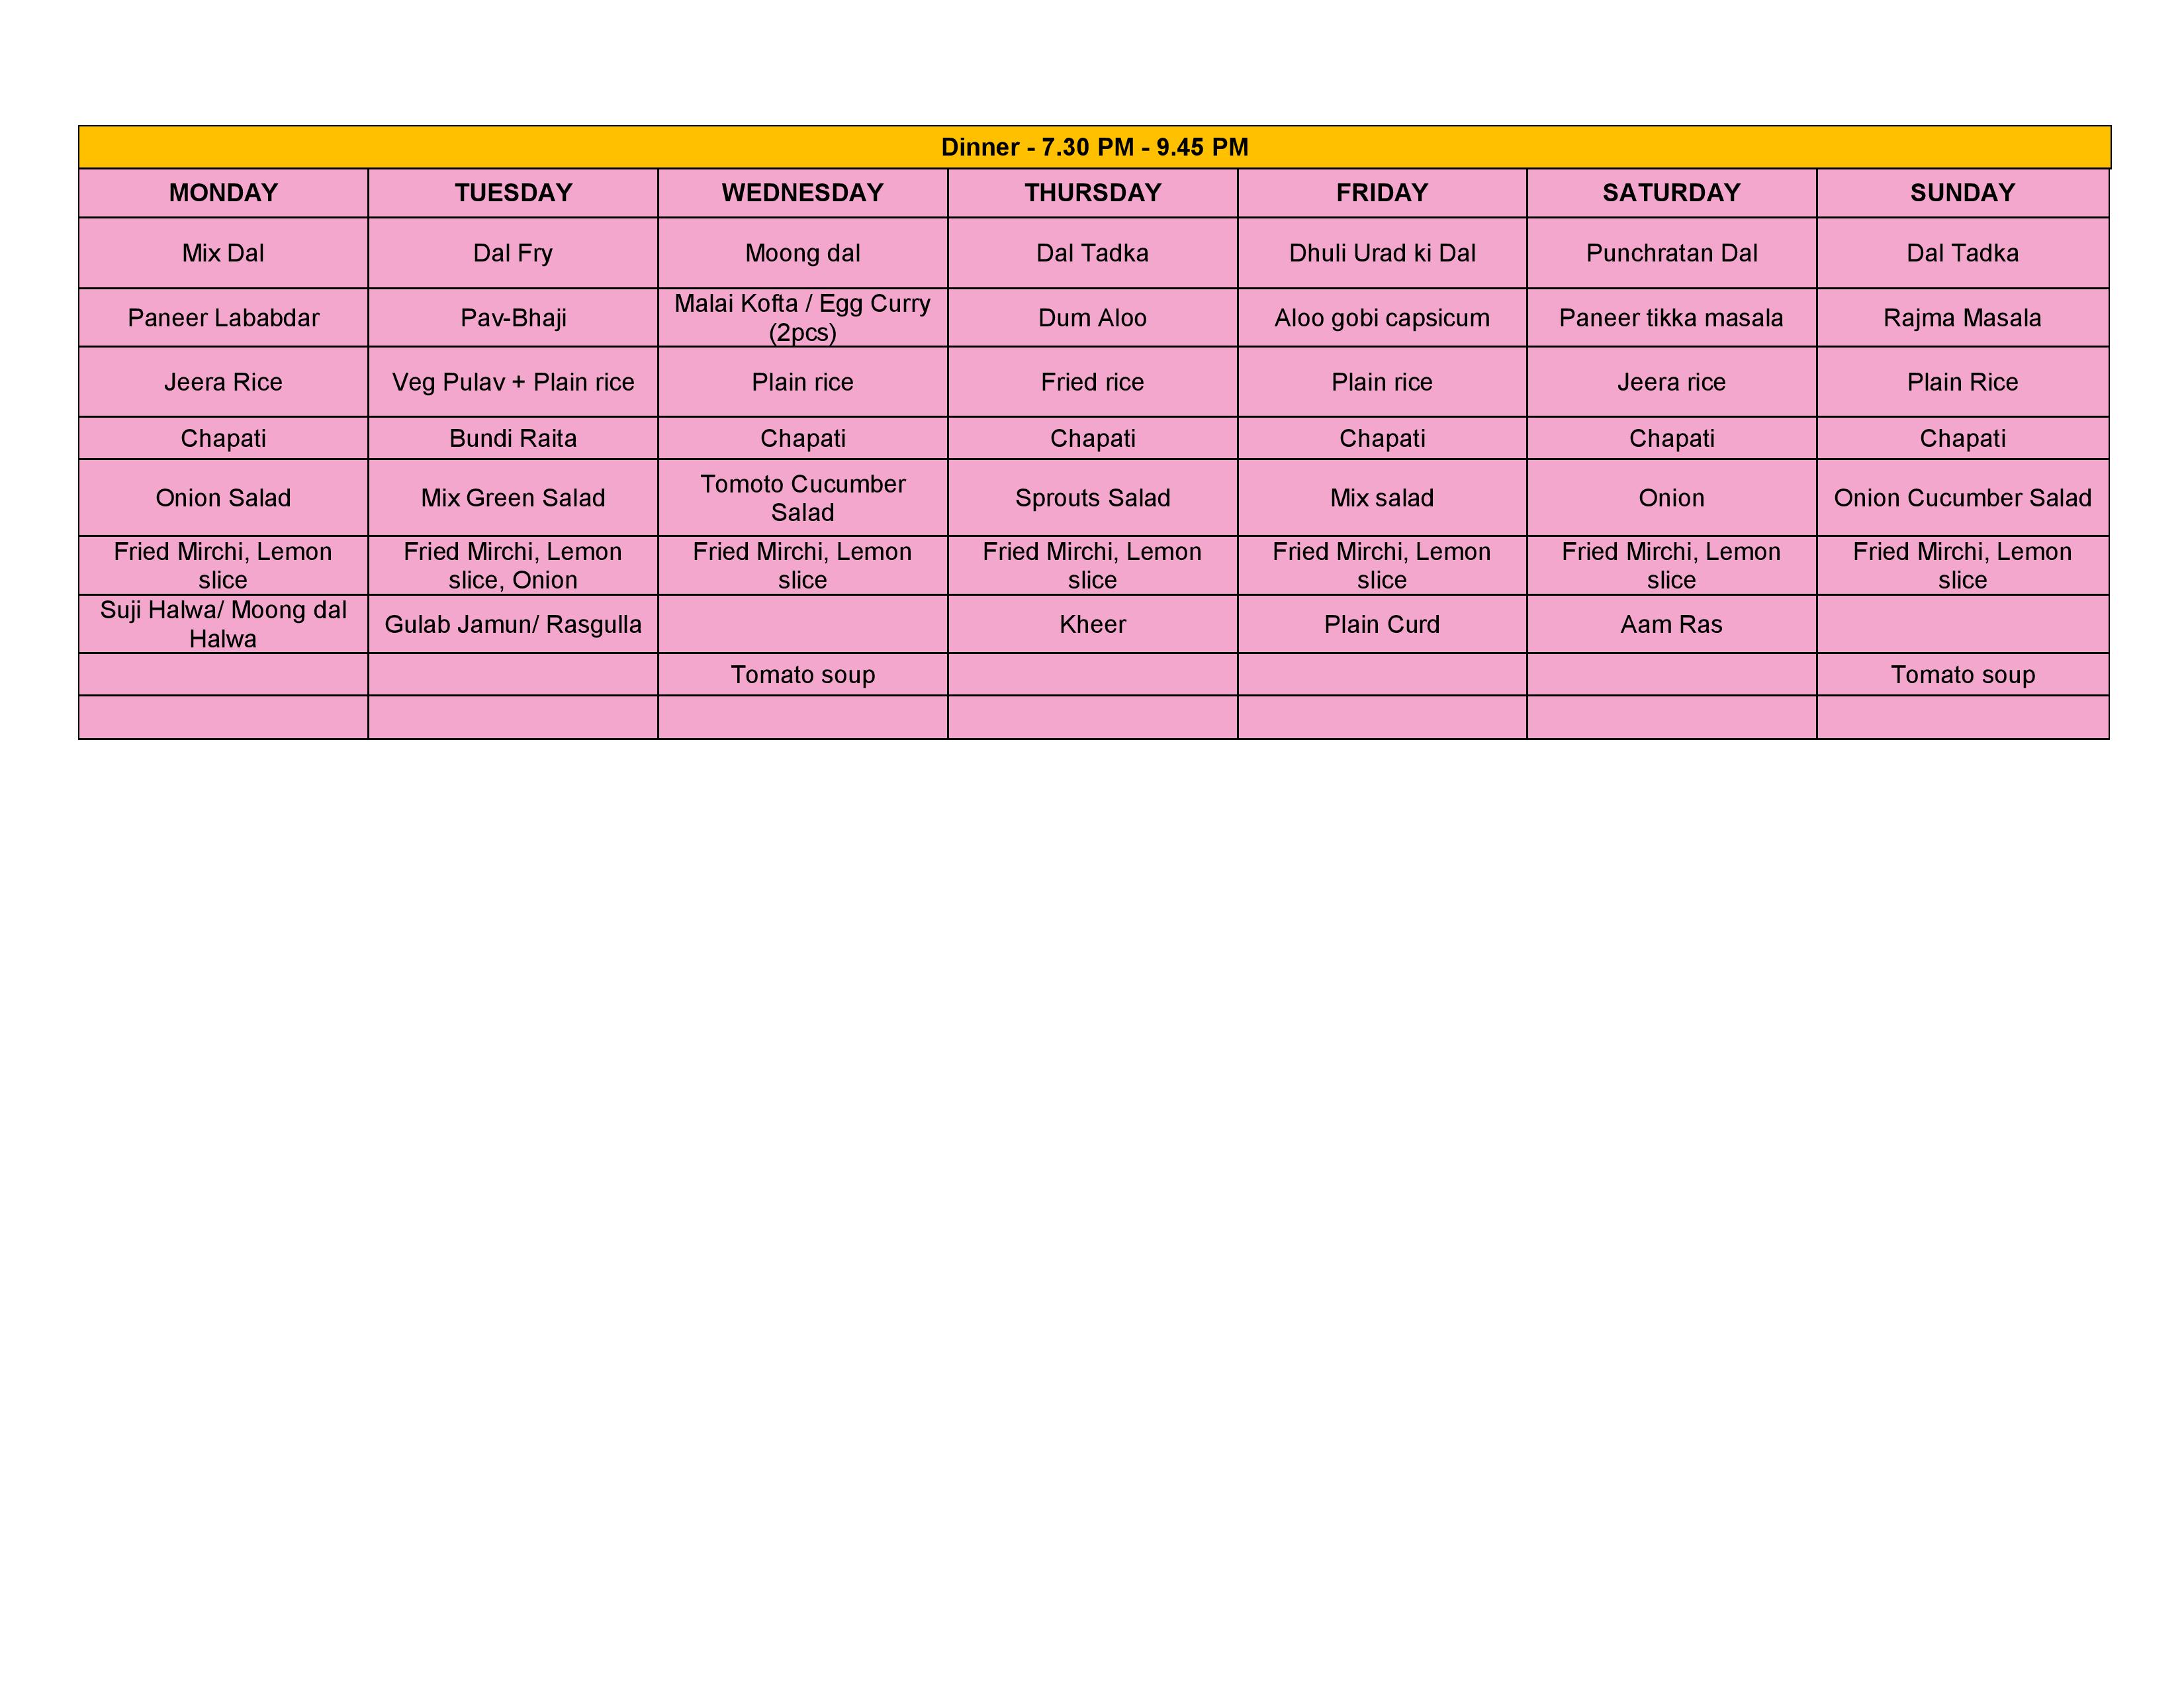 Dinner - 7.30 PM - 9.45 PM
MONDAY TUESDAY WEDNESDAY THURSDAY FRIDAY SATURDAY SUNDAY
Mix Dal Dal Fry Moong dal Dal Tadka Dhuli Urad ki Dal Punchratan Dal Dal Tadka
Paneer Lababdar Pav-Bhaji Malai Kofta / Egg Curry (2pcs) Dum Aloo Aloo gobi capsicum Paneer tikka masala Rajma Masala
Jeera Rice Veg Pulav + Plain rice Plain rice Fried rice Plain rice Jeera rice Plain Rice
Chapati Bundi Raita Chapati Chapati Chapati Chapati Chapati
Onion Salad Mix Green Salad Tomoto Cucumber Salad Sprouts Salad Mix salad Onion Onion Cucumber Salad
Fried Mirchi, Lemon slice Fried Mirchi, Lemon slice, Onion Fried Mirchi, Lemon slice Fried Mirchi, Lemon slice Fried Mirchi, Lemon slice Fried Mirchi, Lemon slice Fried Mirchi, Lemon slice
Suji Halwa/ Moong dal Halwa Gulab Jamun/ Rasgulla Kheer Plain Curd Aam Ras
Tomato soup Tomato soup